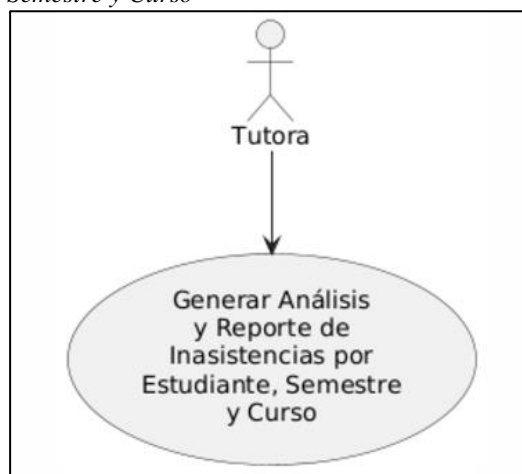 Semestre y Curso
Tutora
Generar Análisis
y Reporte de
Inasistencias por
Estudiante, Semestre
y Curso